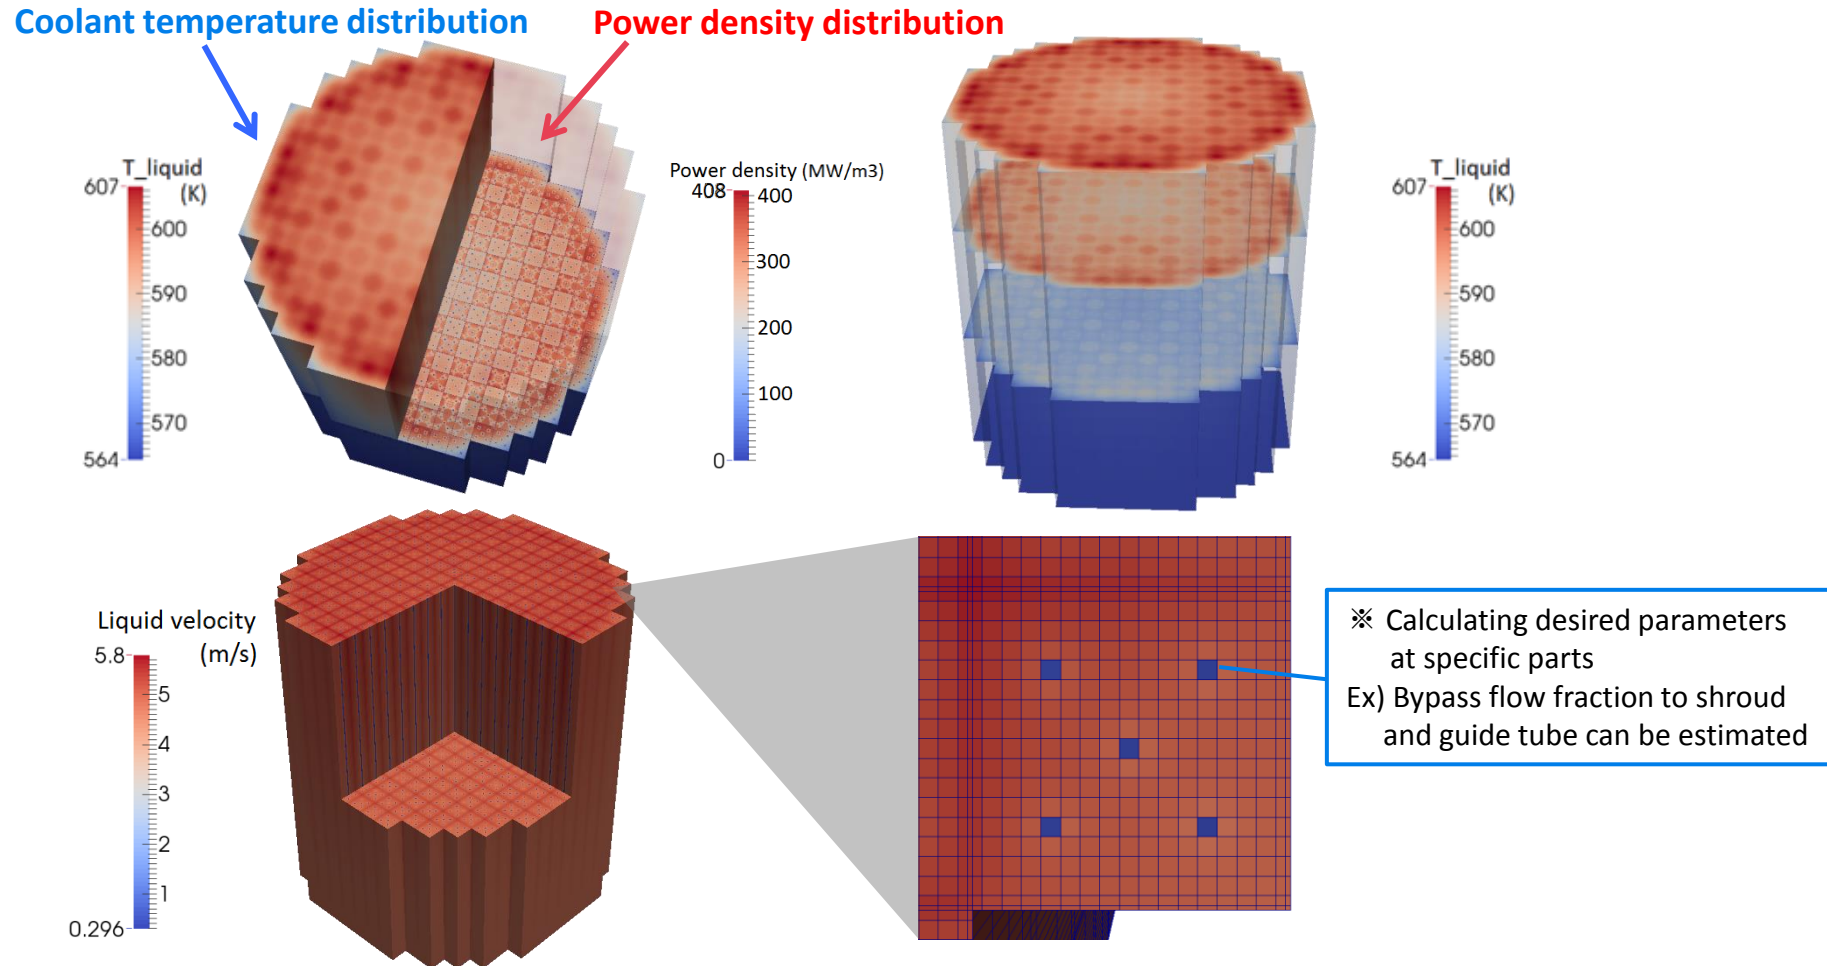 Coolant temperature distribution
Power density distribution
T_liquid
(K)
607
600
590
580
570
564
Power density (MW/m3)
408
400
300
200
100
0
T_liquid
(K)
607
600
590
580
570
564
Liquid velocity
(m/s)
5.8
5
4
3
2
1
0.296
※ Calculating desired parameters
at specific parts
Ex) Bypass flow fraction to shroud
and guide tube can be estimated